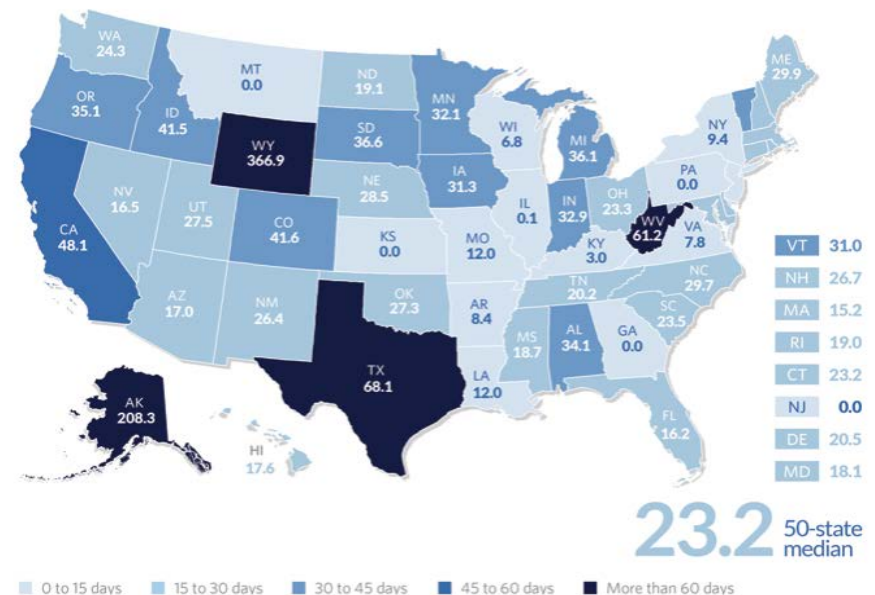 WA
24.3
MT
0.0
ND
19.1
ME
29.9
OR
35.1
ID
41.5
WY
366.9
SD
36.6
MN
32.1
WI
6.8
MI
36.1
NY
9.4
NV
16.5
UT
27.5
CO
41.6
NE
28.5
IA
31.3
IL
0.1
IN
32.9
OH
23.3
PA
0.0
CA
48.1
KS
0.0
MO
12.0
KY
3.0
WV
61.2
VA
7.8
AZ
17.0
NM
26.4
OK
27.3
AR
8.4
TN
20.2
NC
29.7
SC
23.5
TX
68.1
LA
12.0
MS
18.7
AL
34.1
GA
0.0
FL
16.2
AK
208.3
HI
17.6
VT 31.0
NH 26.7
MA 15.2
RI 19.0
CT 23.2
NJ 0.0
DE 20.5
MD 18.1
23.2 50-state
median
0 to 15 days 15 to 30 days 30 to 45 days 45 to 60 days More than 60 days